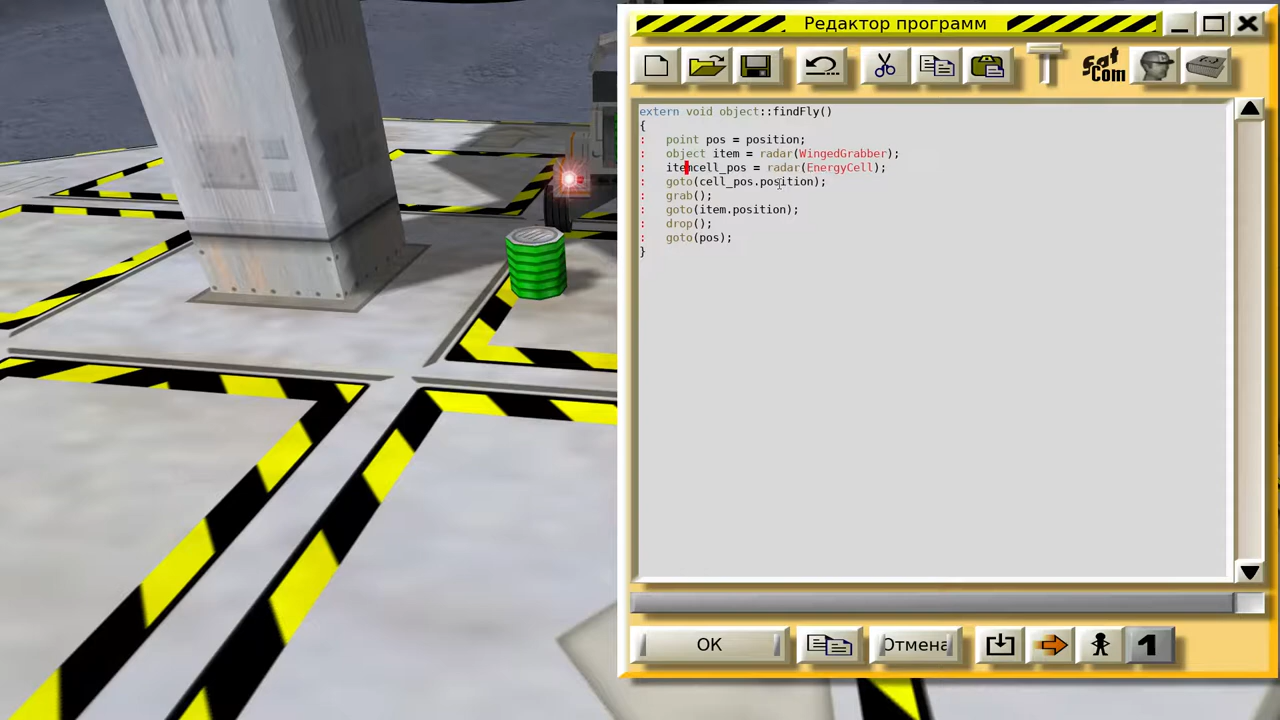 Редактор программ
Sat Com
extern void object::findFly()
{
: point pos = position;
: object item = radar(WingedGrabber);
: itemcell_pos = radar(EnergyCell);
: goto(cell_pos.position);
: grab();
: goto(item.position);
: drop();
: goto(pos);
}
OK
Отмена
1